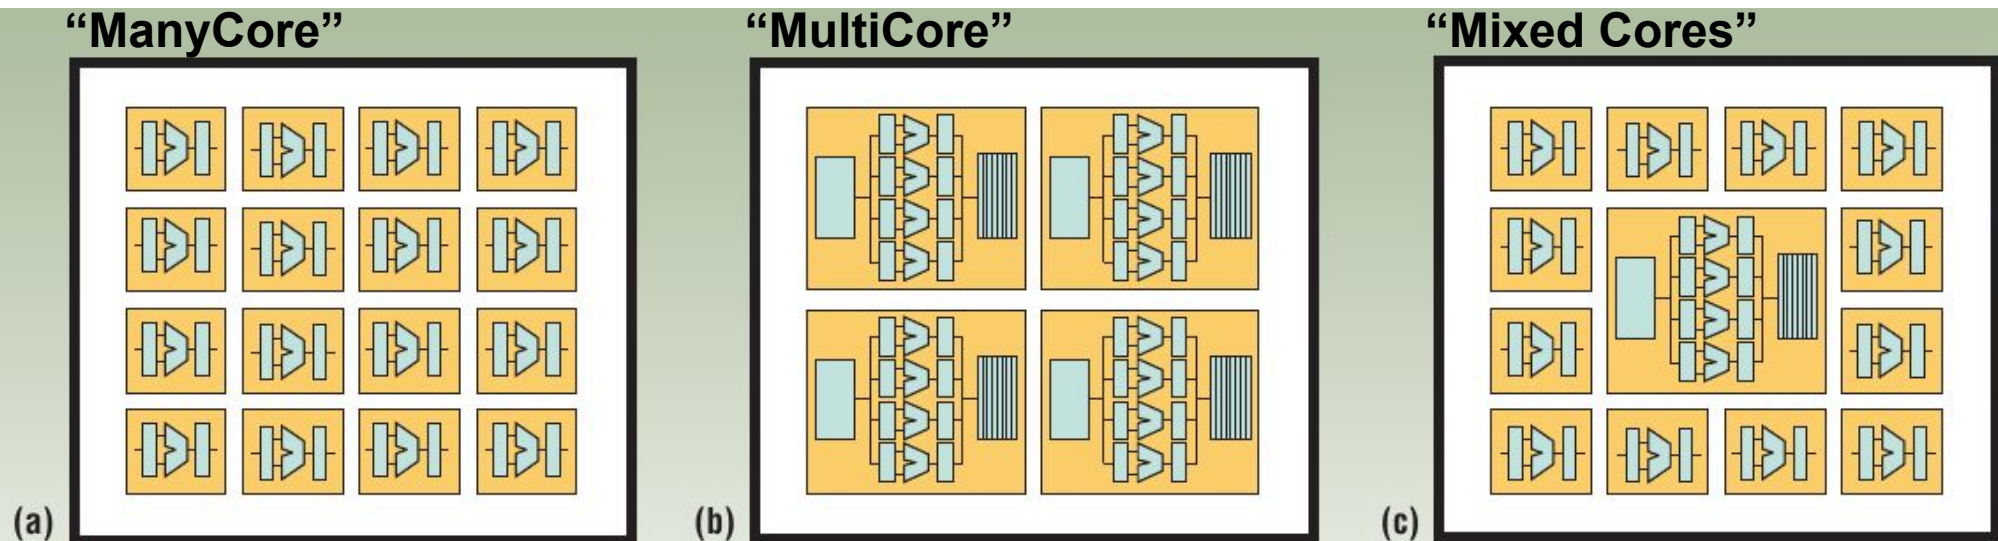 “ManyCore”
“MultiCore”
“Mixed Cores”
(a)
(b)
(c)